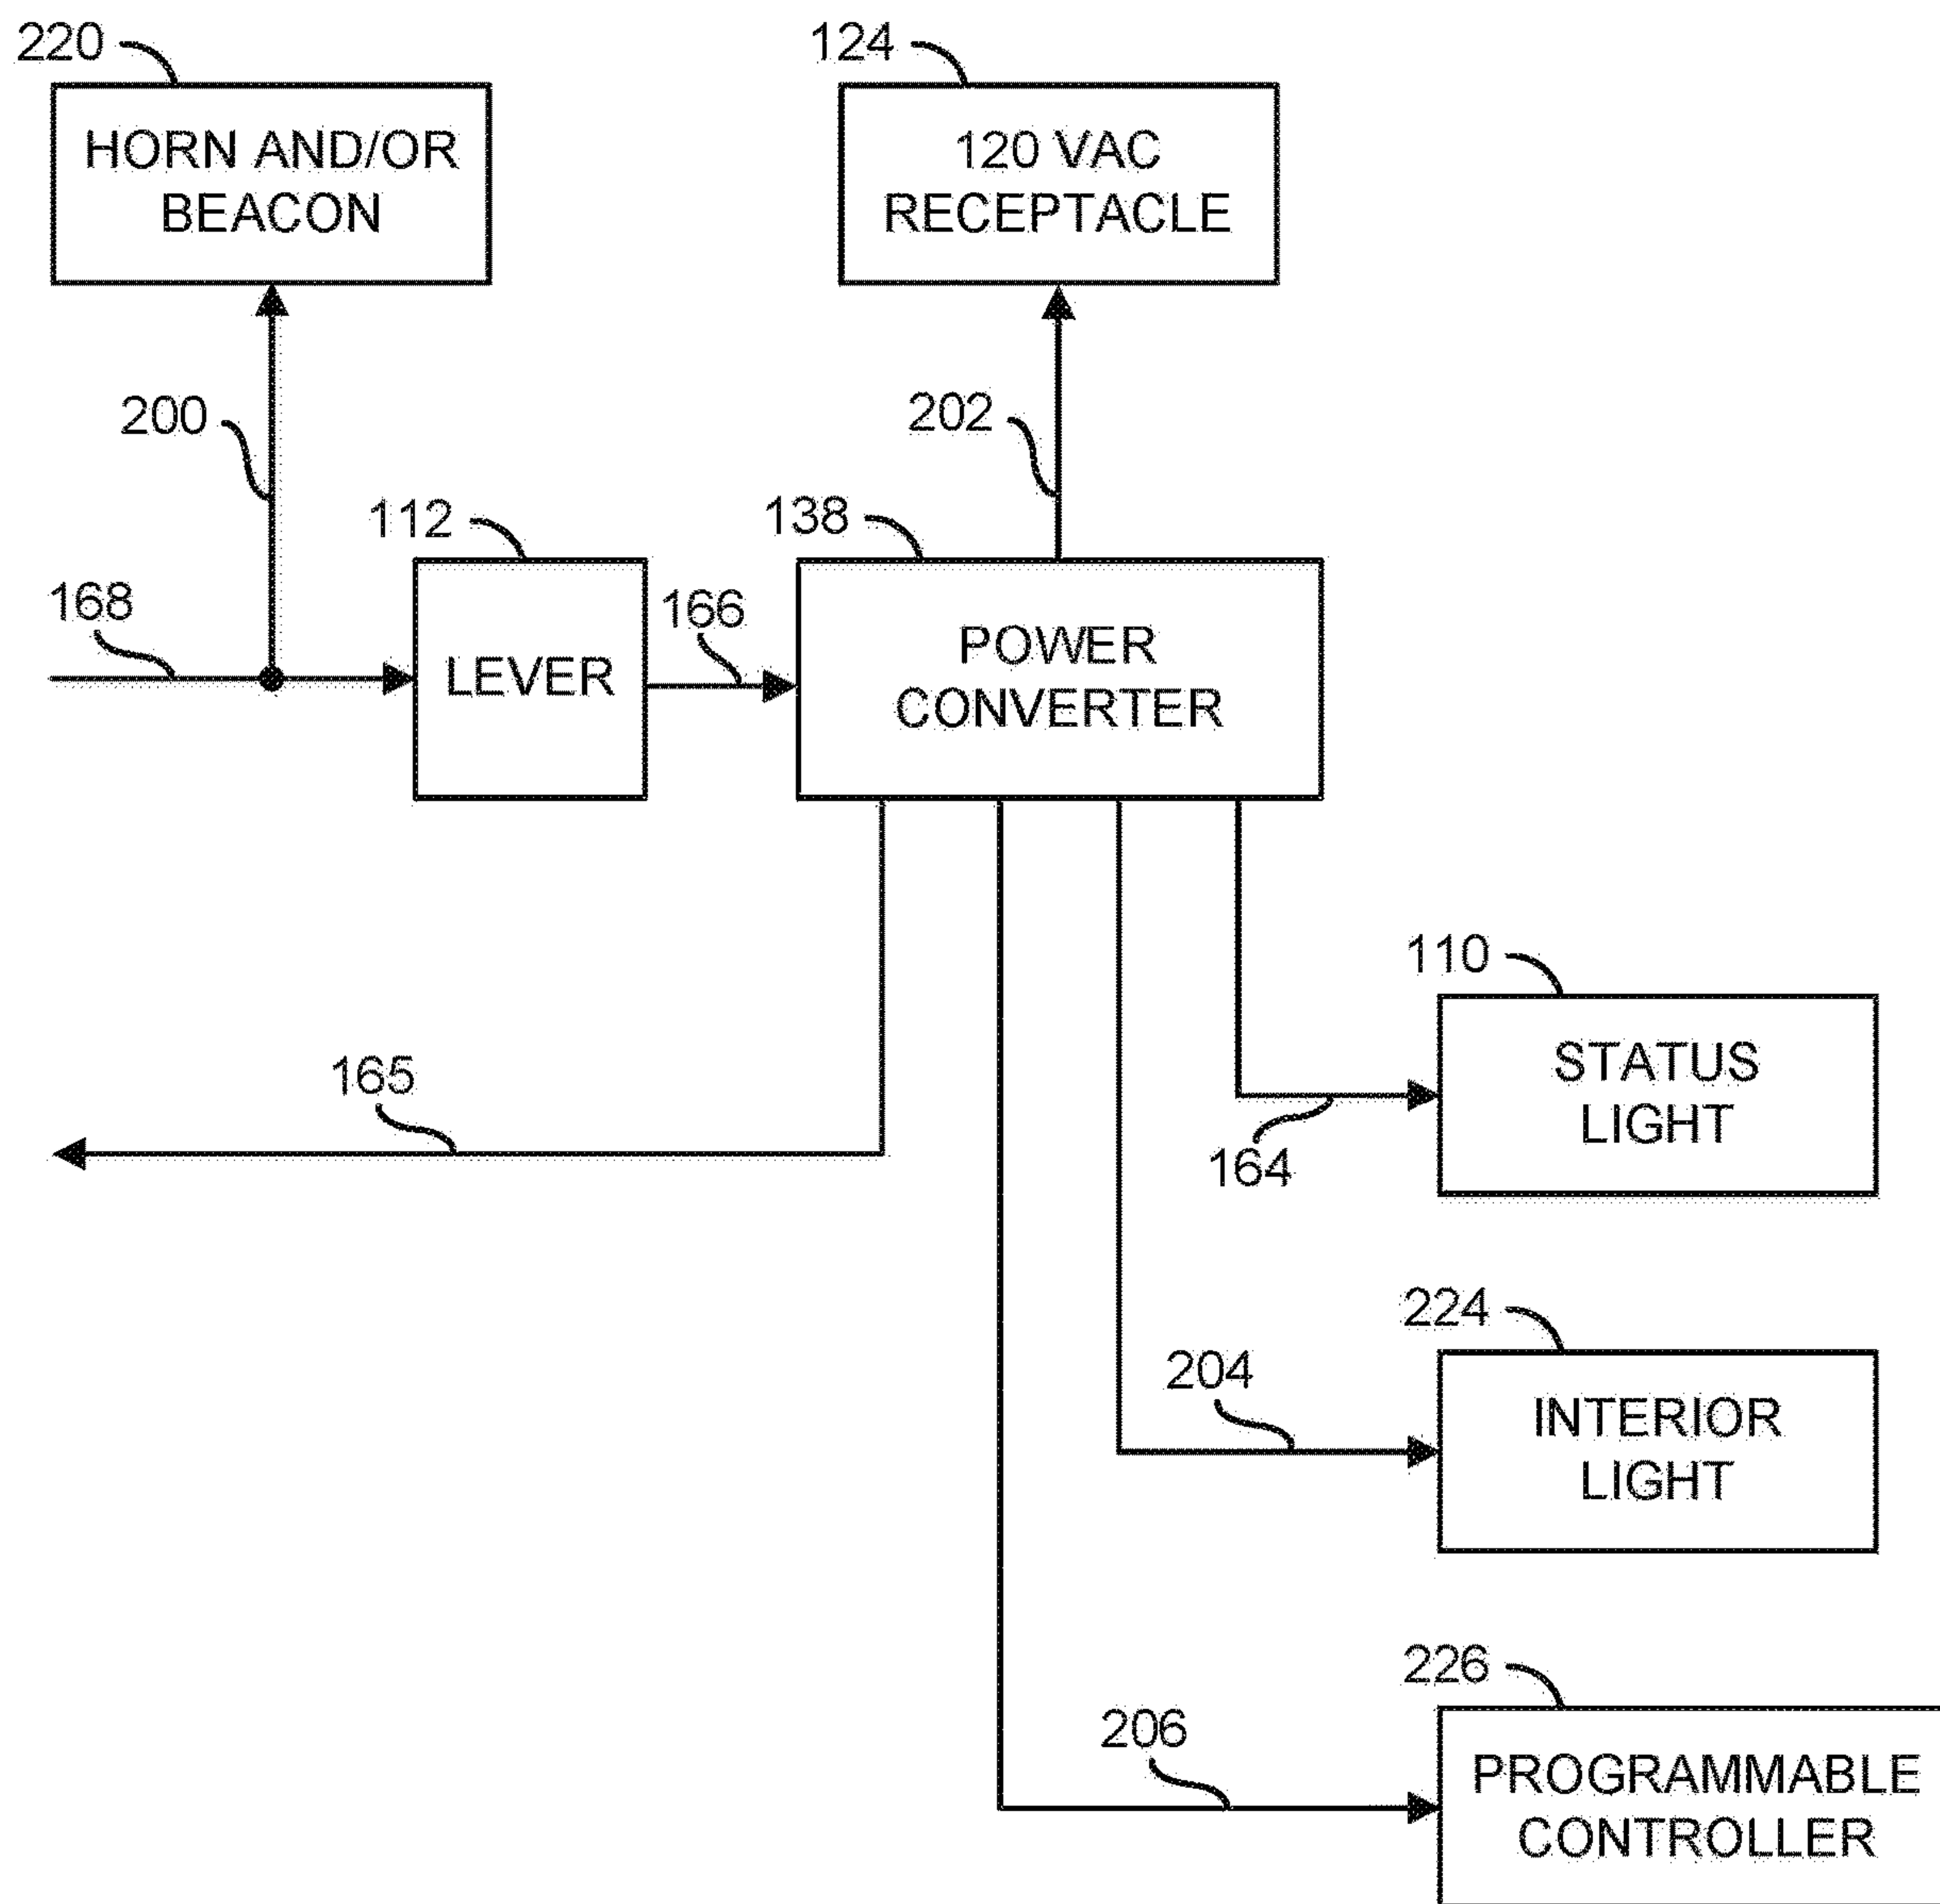 220
124
HORN AND/OR
BEACON
120 VAC
RECEPTACLE
200
202
112
138
168
LEVER
166
POWER
CONVERTER
110
165
STATUS
LIGHT
164
224
204
INTERIOR
LIGHT
226
206
PROGRAMMABLE
CONTROLLER